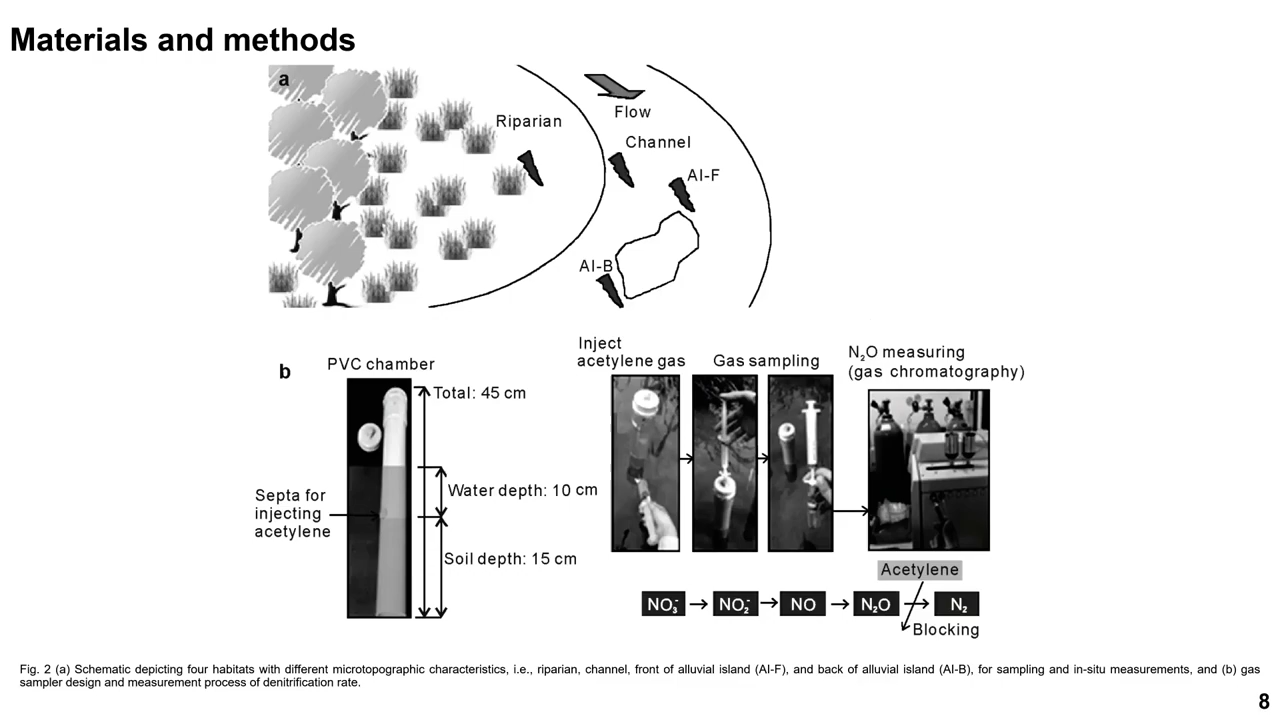 Materials and methods
a
Flow
Riparian
Channel
AI-F
AI-B
b
PVC chamber
Total: 45 cm
Water depth: 10 cm
Septa for
injecting
acetylene
Soil depth: 15 cm
Inject
acetylene gas
Gas sampling
N₂O measuring
(gas chromatography)
Acetylene
NO₃⁻ → NO₂⁻ → NO → N₂O → N₂
Blocking
Fig. 2 (a) Schematic depicting four habitats with different microtopographic characteristics, i.e., riparian, channel, front of alluvial island (AI-F), and back of alluvial island (AI-B), for sampling and in-situ measurements, and (b) gas
sampler design and measurement process of denitrification rate.
8